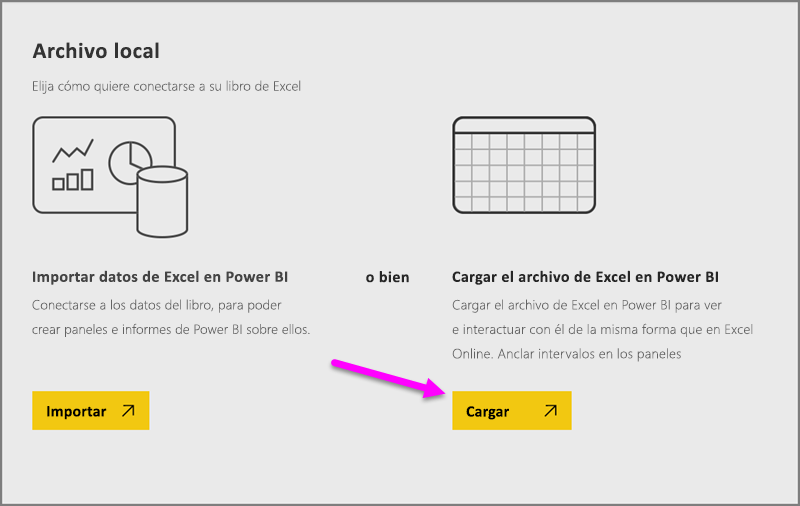 Archivo local
Elija cómo quiere conectarse a su libro de Excel
Importar datos de Excel en Power BI
Conectarse a los datos del libro, para poder
crear paneles e informes de Power BI sobre ellos.
Importar
o bien
Cargar el archivo de Excel en Power BI
Cargar el archivo de Excel en Power BI para ver
e interactuar con él de la misma forma que en Excel
Online. Anclar intervalos en los paneles
Cargar